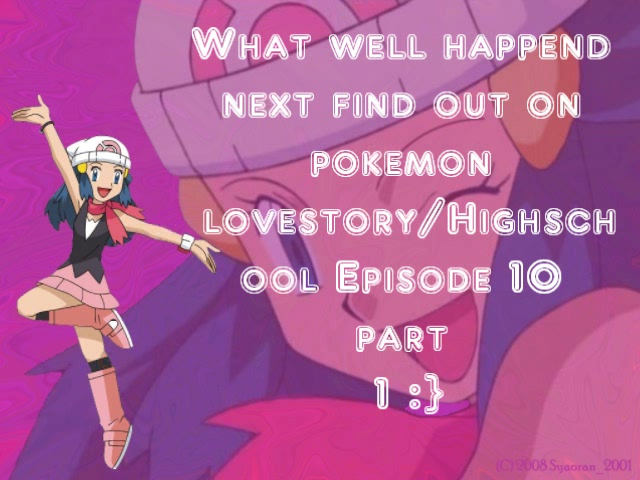 What well happend
next find out on
pokemon
lovestory/Highsch
ool Episode 10
part
1 :}
(C) 2008 Syaoran_2001